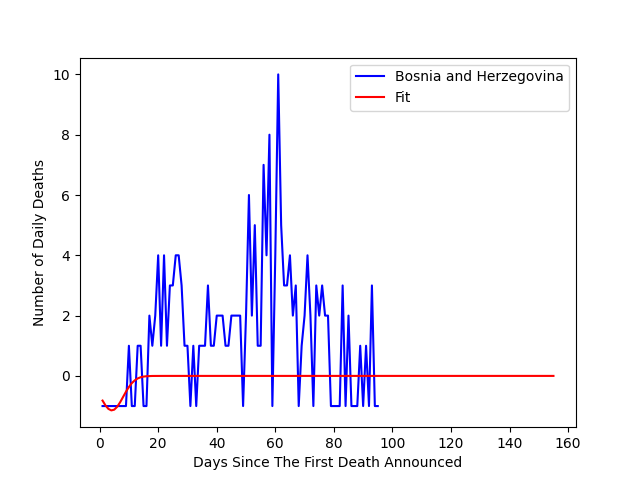 Bosnia and Herzegovina
Fit
Number of Daily Deaths
10
8
6
4
2
0
0 20 40 60 80 100 120 140 160
Days Since The First Death Announced